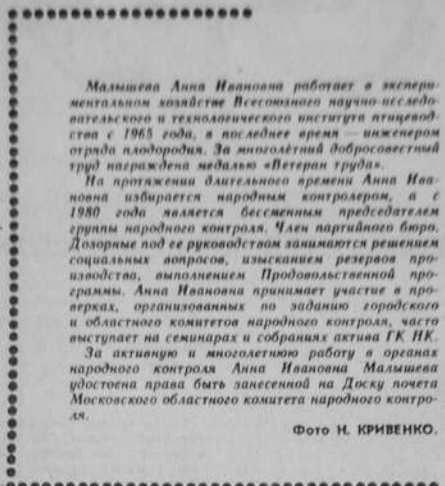 Малышева Анна Ивановна работает в экспери-
ментальном хозяйстве Всесоюзного научно-исследо-
вательского и технологического института птицевод-
ства с 1965 года, в последнее время — инженером
отряда плодородия. За многолетний добросовестный
труд награждена медалью «Ветеран труда».
На протяжении длительного времени Анна Ива-
новна избирается народным контролером, а с
1980 года является бессменным председателем
группы народного контроля. Член партийного бюро.
Дозорные под ее руководством занимаются решением
социальных вопросов, изысканием резервов про-
изводства, выполнением Продовольственной про-
граммы. Анна Ивановна принимает участие в про-
верках, организованных по заданию городского
и областного комитетов народного контроля, часто
выступает на семинарах и собраниях актива ГК НК.
За активную и многолетнюю работу в органах
народного контроля Анна Ивановна Малышева
удостоена права быть занесенной на Доску почета
Московского областного комитета народного контро-
ля.
Фото Н. КРИВЕНКО.